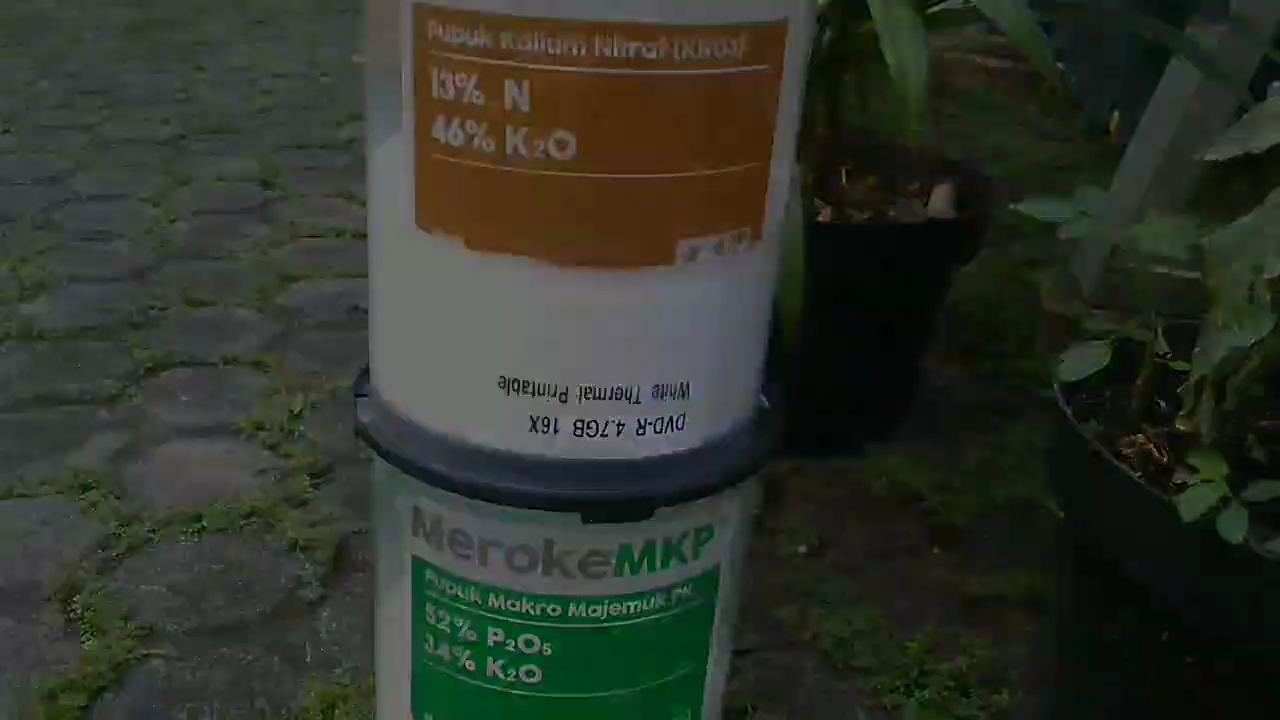 Pupuk Kalium Nitrat (KNO3)
13% N
46% K₂O
White Thermal Printable
DVD-R 4.7GB 16X
MerokeMKP
Pupuk Makro Majemuk PK
52% P₂O₅
34% K₂O